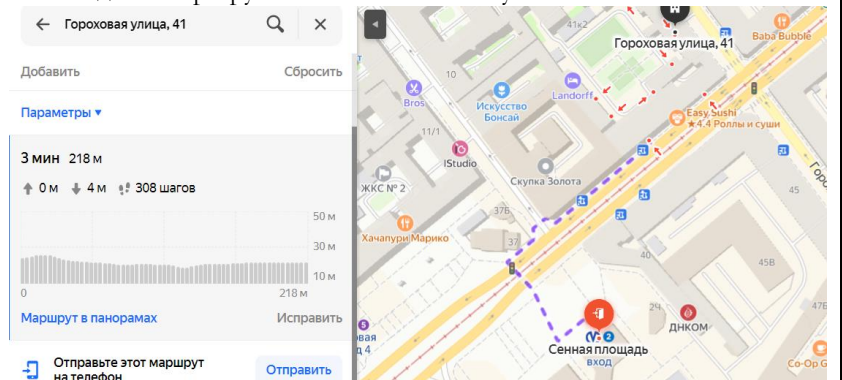 Гороховая улица, 41
Добавить
Сбросить
Параметры
3 мин 218 м
0 м 4 м 308 шагов
50 м
30 м
10 м
0
218 м
Маршрут в панорамах
Исправить
Отправьте этот маршрут
на телефон
Отправить
41к2
Гороховая улица, 41
Baba Bubble
10
Bros
Искусство
Бонсай
Landorff
Easy Sushi
★4.4 Роллы и суши
11/1
IStudio
Скупка Золота
ЖКС № 2
45
37Б
Хачапури Марико
37
40
45В
24
ДНКОМ
47Б
2
Сенная площадь
вход
Co-Op G